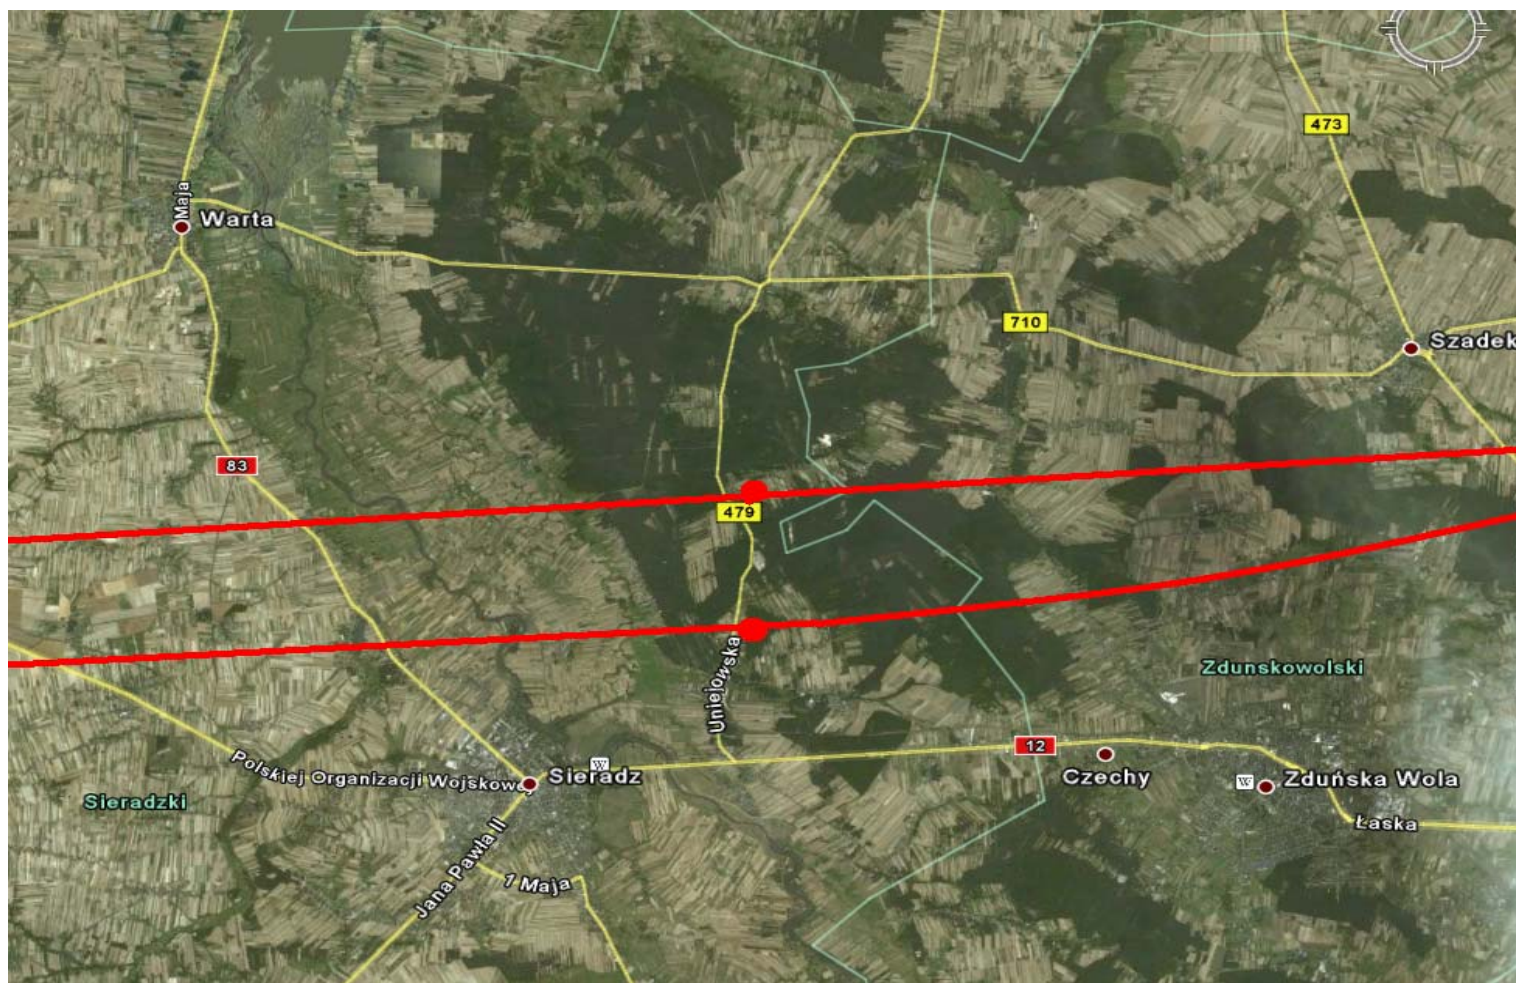 473
Maja
Warta
710
Szadek
83
479
Uniejowska
Zdunskowolski
12
Czechy
Polskiej Organizacji Wojskowej
Sieradz
W
W
Zduńska Wola
Sieradzki
Łaska
Jana Pawła II
1 Maja